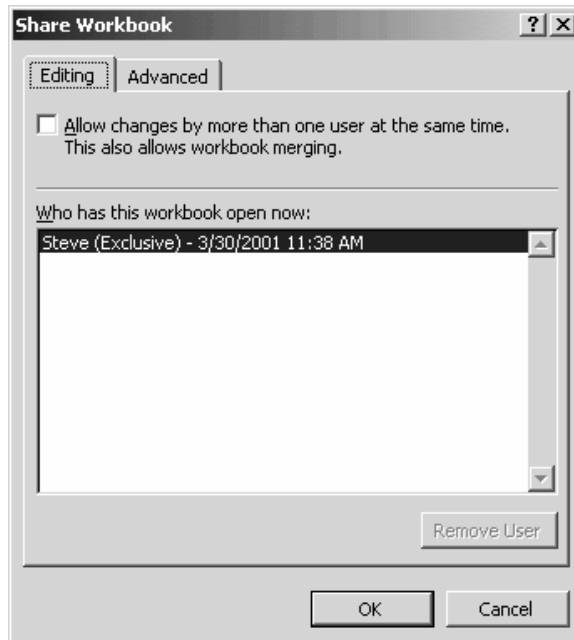 Share Workbook
Editing
Advanced
Allow changes by more than one user at the same time.
This also allows workbook merging.
Who has this workbook open now:
Steve (Exclusive) - 3/30/2001 11:38 AM
Remove User
OK
Cancel